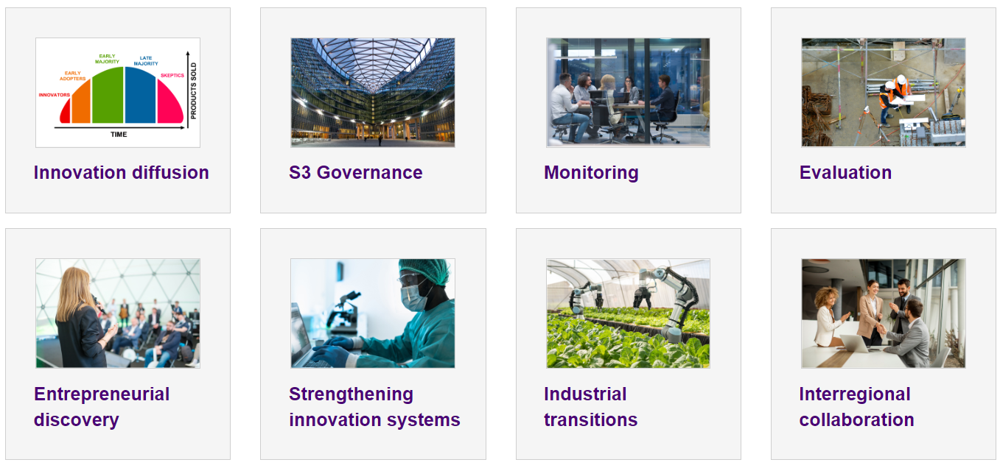 INNOVATORS
EARLY
ADOPTERS
EARLY
MAJORITY
LATE
MAJORITY
SKEPTICS
PRODUCTS SOLD
TIME
Innovation diffusion
S3 Governance
Monitoring
Evaluation
Entrepreneurial
discovery
Strengthening
innovation systems
Industrial
transitions
Interregional
collaboration